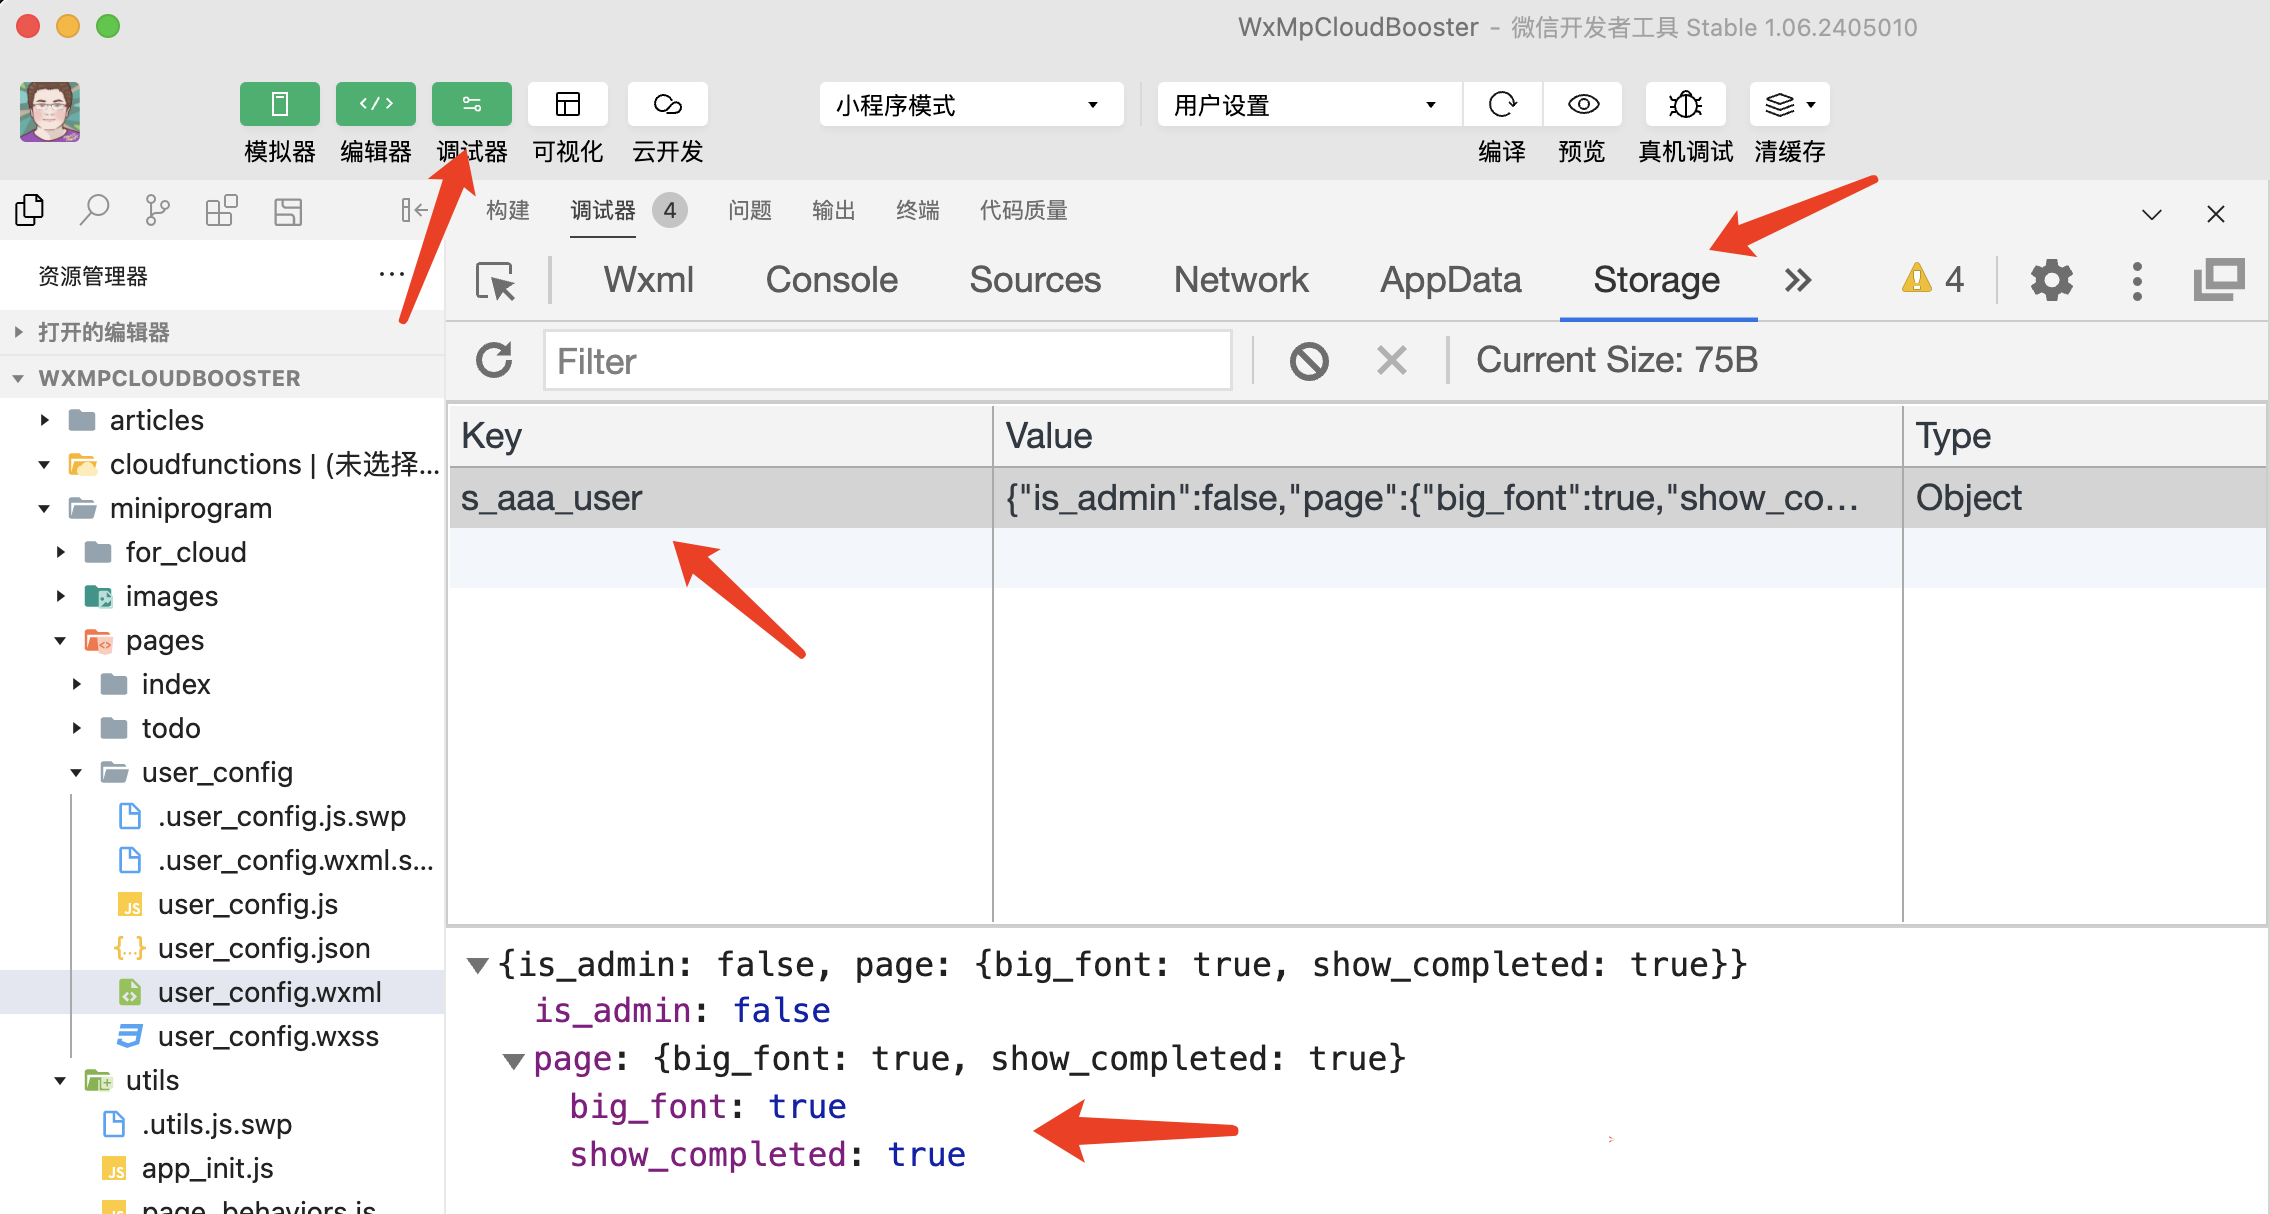 WxMpCloudBooster - 微信开发者工具 Stable 1.06.2405010
模拟器 编辑器 调试器 可视化 云开发 小程序模式 用户设置 编译 预览 真机调试 清缓存
构建 调试器 4 问题 输出 终端 代码质量
资源管理器
Wxml Console Sources Network AppData Storage 4
打开的编辑器
Filter Current Size: 75B
WXMPCLOUDBOOSTER
articles
cloudfunctions | (未选择...
miniprogram
for_cloud
images
pages
index
todo
user_config
.user_config.js.swp
.user_config.wxml.s...
user_config.js
user_config.json
user_config.wxml
user_config.wxss
utils
.utils.js.swp
app_init.js
page_behaviors.js
Key Value Type
s_aaa_user {"is_admin":false,"page":{"big_font":true,"show_co… Object
{is_admin: false, page: {big_font: true, show_completed: true}}
is_admin: false
page: {big_font: true, show_completed: true}
big_font: true
show_completed: true